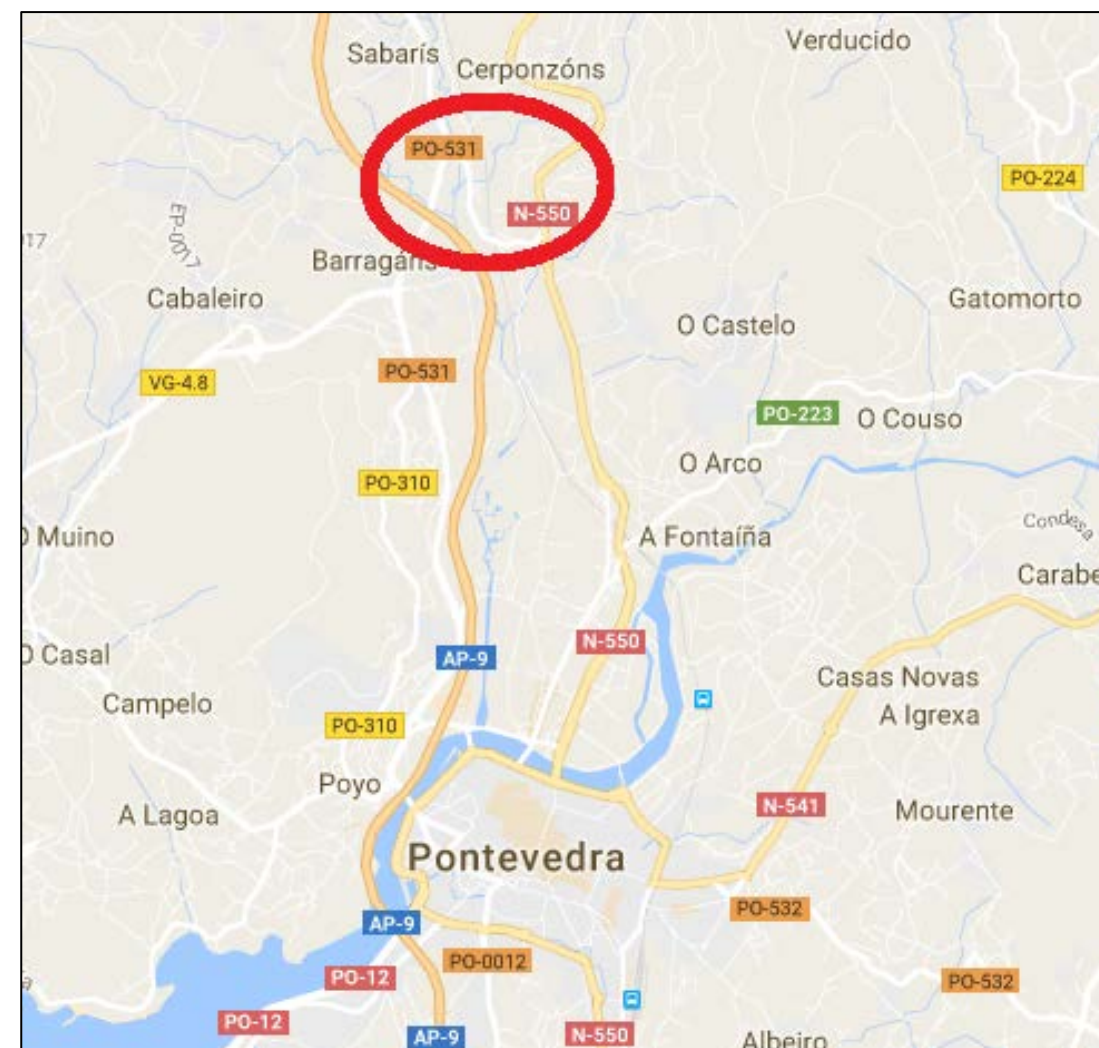 Verducido
Sabarís
Cerponzóns
PO-531
PO-224
EP-0017
N-550
17
Barragáns
Cabaleiro
Gatomorto
O Castelo
PO-531
VG-4.8
PO-223
O Couso
O Arco
PO-310
Condesa
O Muino
A Fontaíña
Carabe
N-550
O Casal
AP-9
Casas Novas
Campelo
A Igrexa
PO-310
Poyo
N-541
A Lagoa
Mourente
Pontevedra
PO-532
AP-9
PO-0012
PO-12
PO-532
PO-12
AP-9
N-550
Albeiro